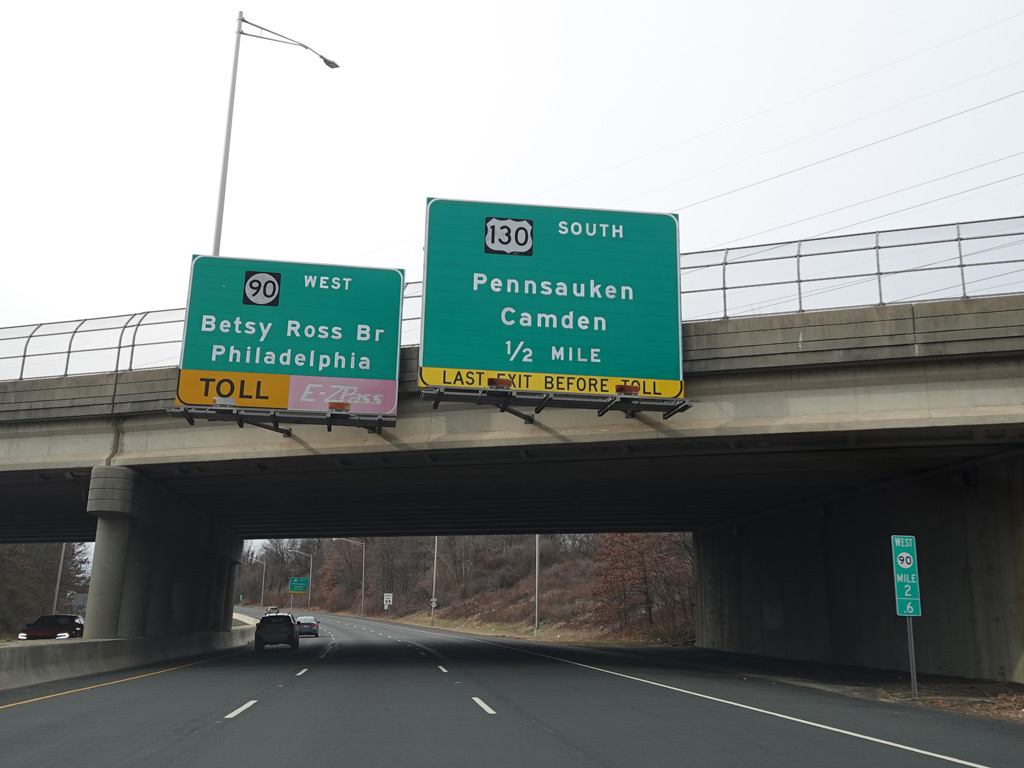 90 WEST
Betsy Ross Br
Philadelphia
TOLL E-ZPass
130 SOUTH
Pennsauken
Camden
1/2 MILE
LAST EXIT BEFORE TOLL
WEST
90
MILE
2
.6